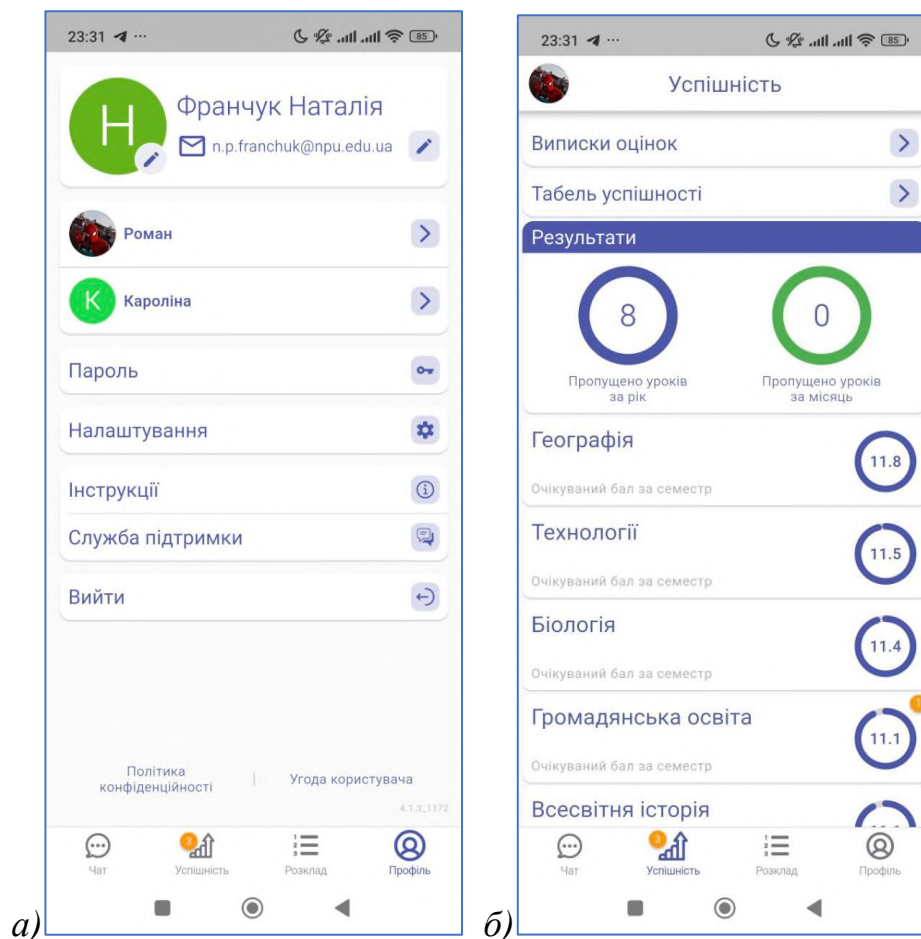 23:31
85
Н
Франчук Наталія
n.p.franchuk@npu.edu.ua
Роман
К
Кароліна
Пароль
Налаштування
Інструкції
Служба підтримки
Вийти
Політика
конфіденційності
Угода користувача
4.1.3_1172
3
Чат
Успішність
Розклад
Профіль
а)
23:31
85
Успішність
Виписки оцінок
Табель успішності
Результати
8
0
Пропущено уроків
за рік
Пропущено уроків
за місяць
Географія
11.8
Очікуваний бал за семестр
Технології
11.5
Очікуваний бал за семестр
Біологія
11.4
Очікуваний бал за семестр
Громадянська освіта
11.1
Очікуваний бал за семестр
Всесвітня історія
3
Чат
Успішність
Розклад
Профіль
б)